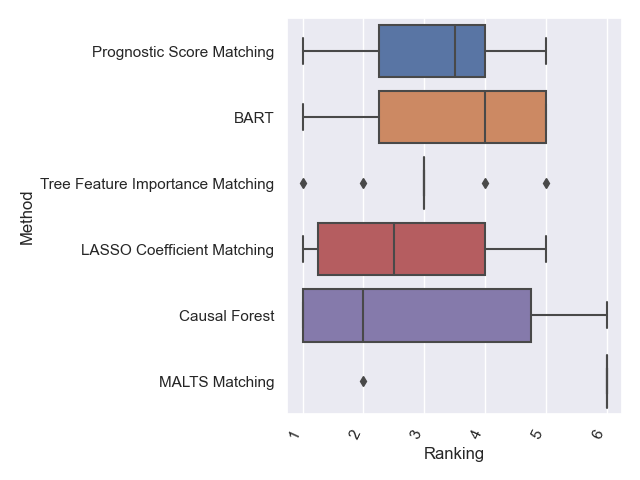 Prognostic Score Matching
BART
Tree Feature Importance Matching
LASSO Coefficient Matching
Causal Forest
MALTS Matching
Method
1 2 3 4 5 6
Ranking